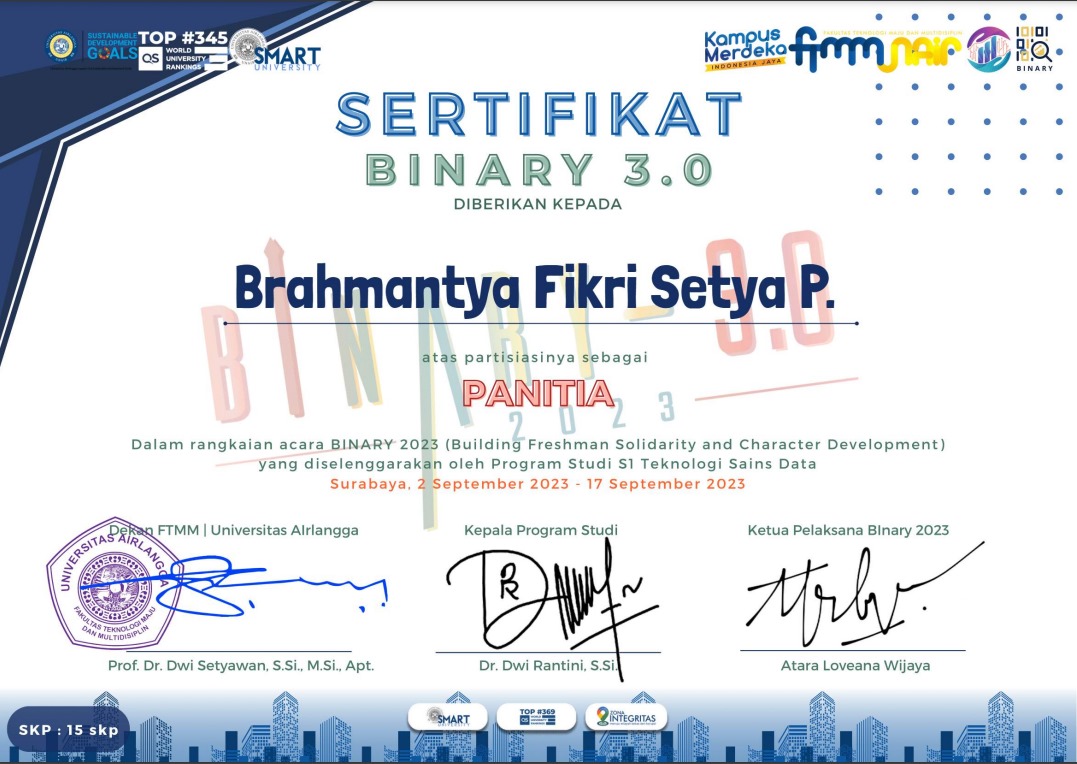 SUSTAINABLE
DEVELOPMENT
GOALS
TOP #345
QS WORLD
UNIVERSITY
RANKINGS
SMART
UNIVERSITY
Kampus
Merdeka
INDONESIA JAYA
FAKULTAS TEKNOLOGI MAJU DAN MULTIDISIPLIN
ftmm UNAIR
BINARY
SERTIFIKAT
BINARY 3.0
DIBERIKAN KEPADA
BINARY - 3.0
2023
Brahmantya Fikri Setya P.
atas partisiasinya sebagai
PANITIA
Dalam rangkaian acara BINARY 2023 (Building Freshman Solidarity and Character Development)
yang diselenggarakan oleh Program Studi S1 Teknologi Sains Data
Surabaya, 2 September 2023 - 17 September 2023
Dekan FTMM | Universitas AIrlangga
Kepala Program Studi
Ketua Pelaksana BInary 2023
UNIVERSITAS AIRLANGGA
FAKULTAS TEKNOLOGI MAJU
DAN MULTIDISIPLIN
Prof. Dr. Dwi Setyawan, S.Si., M.Si., Apt.
Dr. Dwi Rantini, S.Si.
Atara Loveana Wijaya
SMART
UNIVERSITY
TOP #369
QS WORLD
UNIVERSITY
RANKINGS
ZONA
INTEGRITAS
SKP : 15 skp